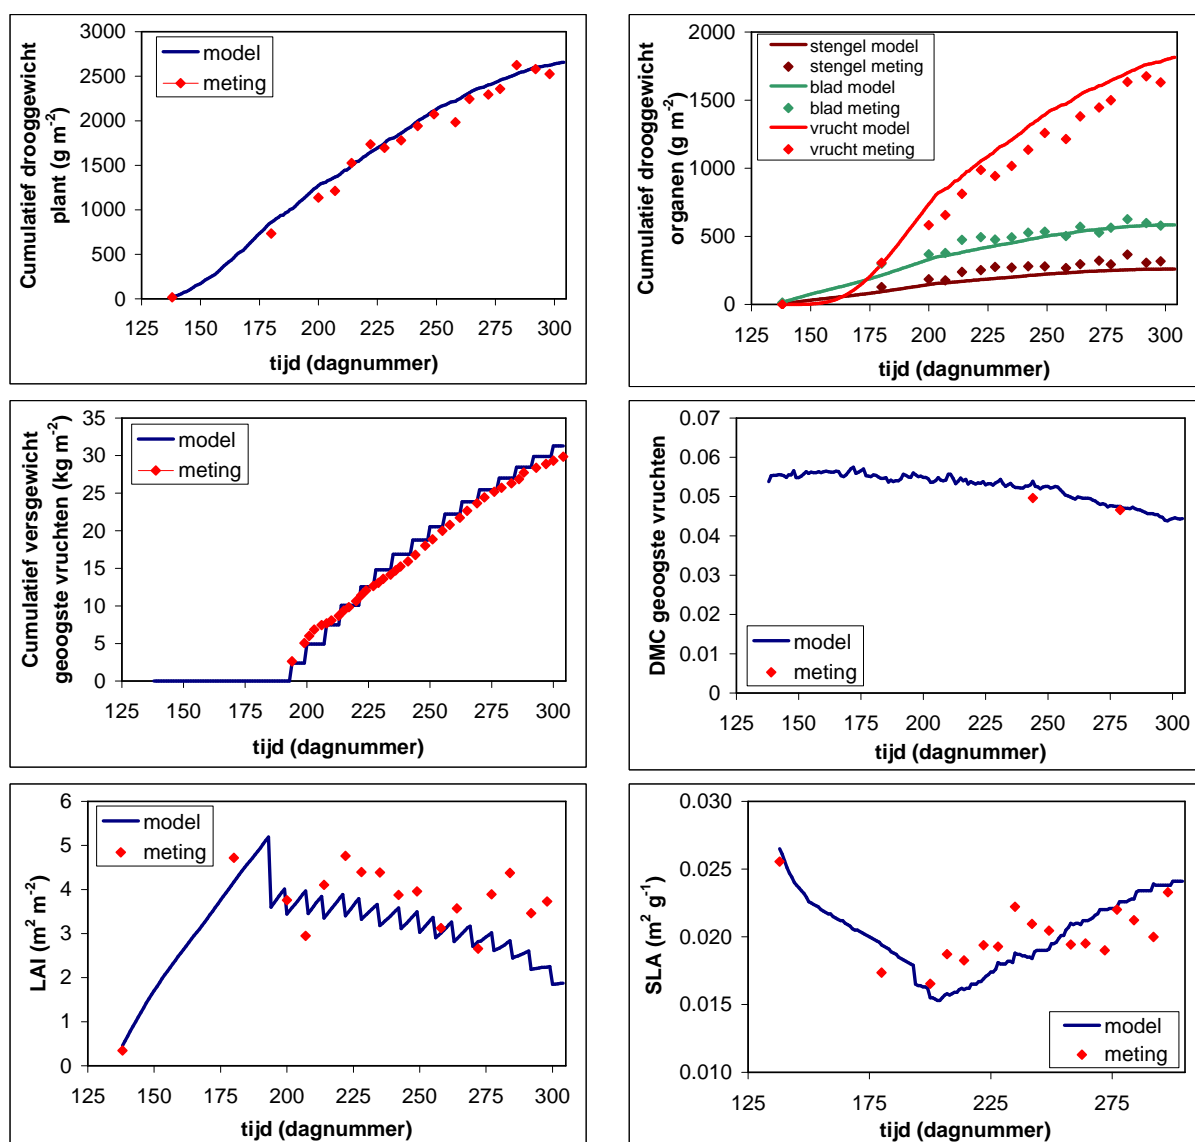 Cumulatief drooggewicht
plant (g m⁻²)
3000
2500
2000
1500
1000
500
0
model
meting
125 150 175 200 225 250 275 300
tijd (dagnummer)
Cumulatief drooggewicht
organen (g m⁻²)
2000
1500
1000
500
0
stengel model
stengel meting
blad model
blad meting
vrucht model
vrucht meting
125 150 175 200 225 250 275 300
tijd (dagnummer)
Cumulatief versgewicht
geoogste vruchten (kg m⁻²)
35
30
25
20
15
10
5
0
model
meting
125 150 175 200 225 250 275 300
tijd (dagnummer)
DMC geoogste vruchten
0.07
0.06
0.05
0.04
0.03
0.02
0.01
0
model
meting
125 150 175 200 225 250 275 300
tijd (dagnummer)
LAI (m² m⁻²)
6
5
4
3
2
1
0
model
meting
125 150 175 200 225 250 275 300
tijd (dagnummer)
SLA (m² g⁻¹)
0.030
0.025
0.020
0.015
0.010
model
meting
125 175 225 275
tijd (dagnummer)